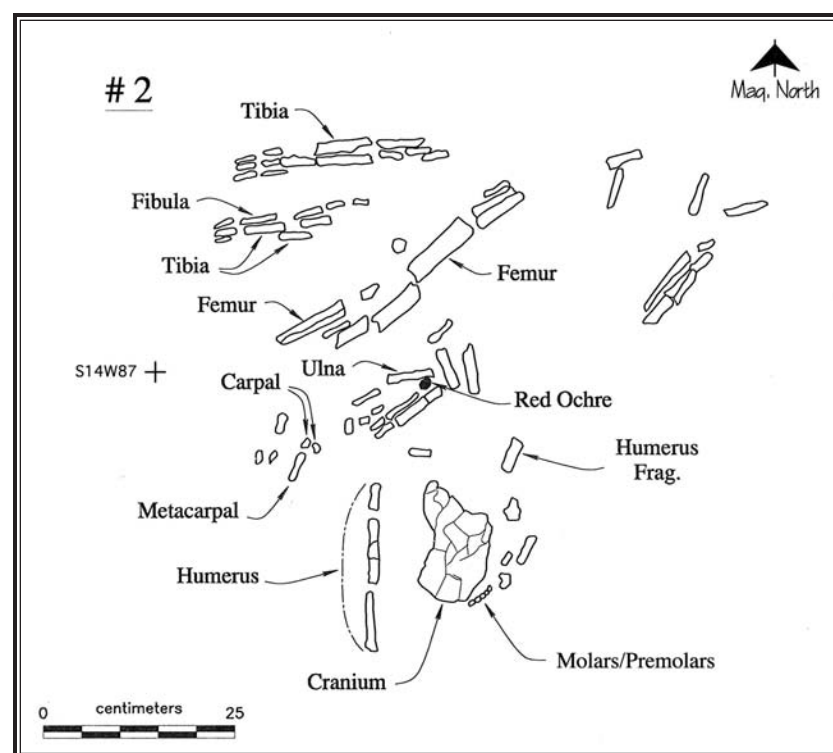 # 2
Maq. North
Tibia
Fibula
Tibia
Femur
Femur
S14W87
Ulna
Carpal
Red Ochre
Humerus
Frag.
Metacarpal
Humerus
Molars/Premolars
Cranium
centimeters
0 25